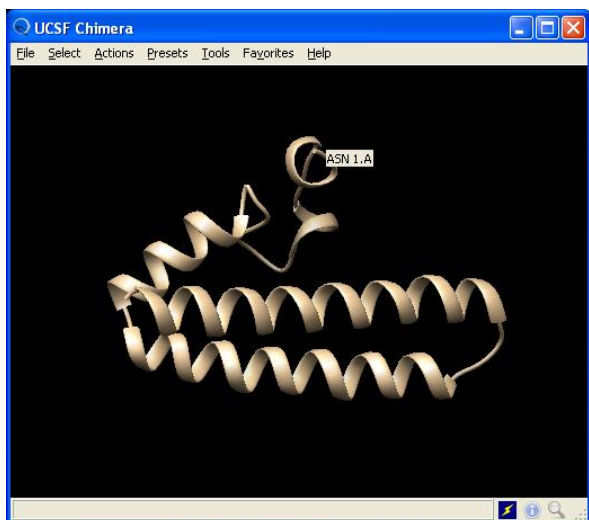 UCSF Chimera
File Select Actions Presets Tools Favorites Help
ASN 1.A